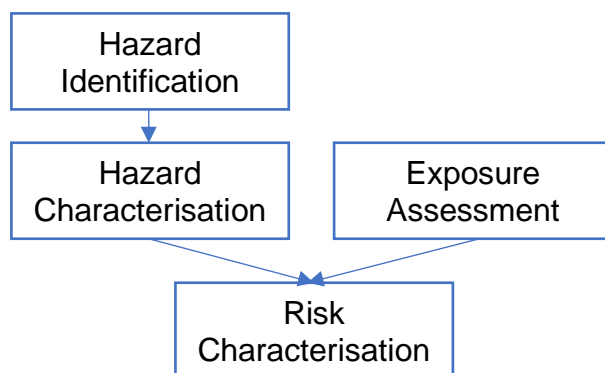 Hazard
Identification
Hazard
Characterisation
Exposure
Assessment
Risk
Characterisation